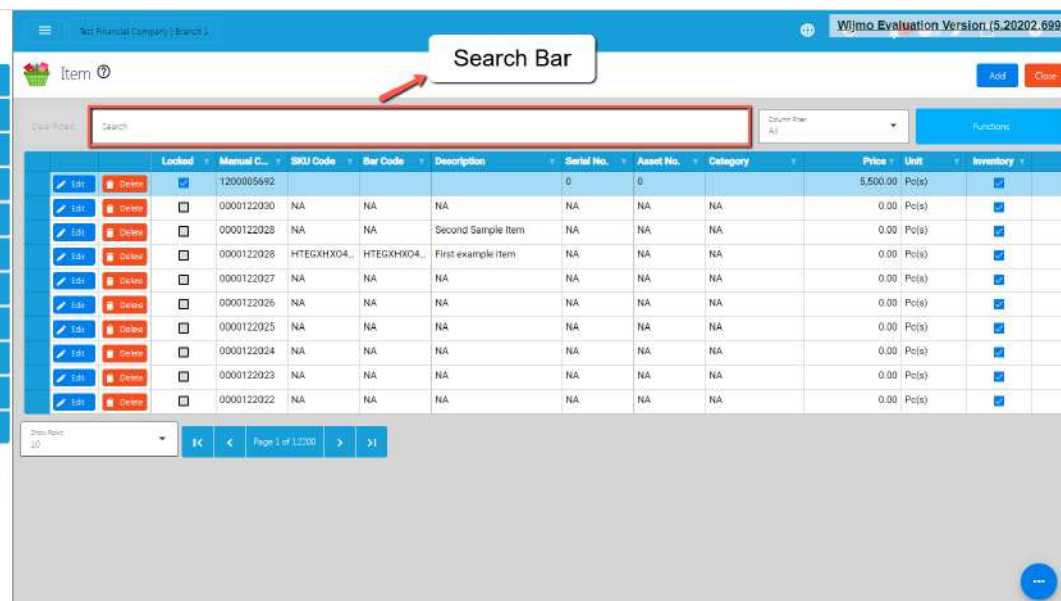 Test Financial Company | Branch 1
Wijmo Evaluation Version (5.20202.699
Search Bar
Item
Add Close
Clear Filters Search Column Filter Functions
All
Locked Manual C... SKU Code Bar Code Description Serial No. Asset No. Category Price Unit Inventory
Edit Delete 1200005692 0 0 5,500.00 Pc(s)
Edit Delete 0000122030 NA NA NA NA NA NA 0.00 Pc(s)
Edit Delete 0000122028 NA NA Second Sample Item NA NA NA 0.00 Pc(s)
Edit Delete 0000122028 HTEGXHXO4... HTEGXHXO4... First example item NA NA NA 0.00 Pc(s)
Edit Delete 0000122027 NA NA NA NA NA NA 0.00 Pc(s)
Edit Delete 0000122026 NA NA NA NA NA NA 0.00 Pc(s)
Edit Delete 0000122025 NA NA NA NA NA NA 0.00 Pc(s)
Edit Delete 0000122024 NA NA NA NA NA NA 0.00 Pc(s)
Edit Delete 0000122023 NA NA NA NA NA NA 0.00 Pc(s)
Edit Delete 0000122022 NA NA NA NA NA NA 0.00 Pc(s)
Show Rows
10
Page 1 of 12200